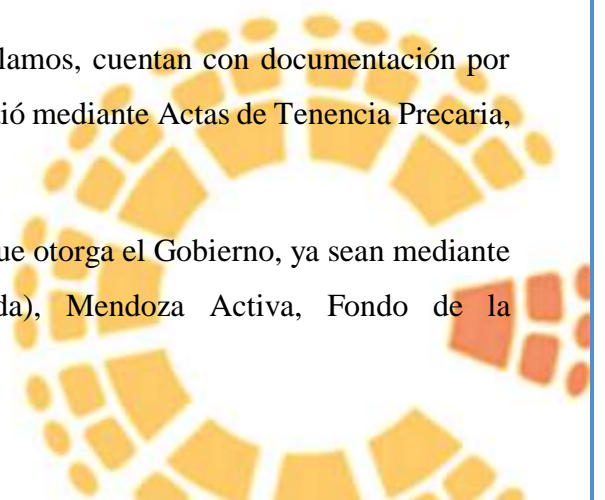 lamos, cuentan con documentación por
ió mediante Actas de Tenencia Precaria,
ue otorga el Gobierno, ya sean mediante
da), Mendoza Activa, Fondo de la